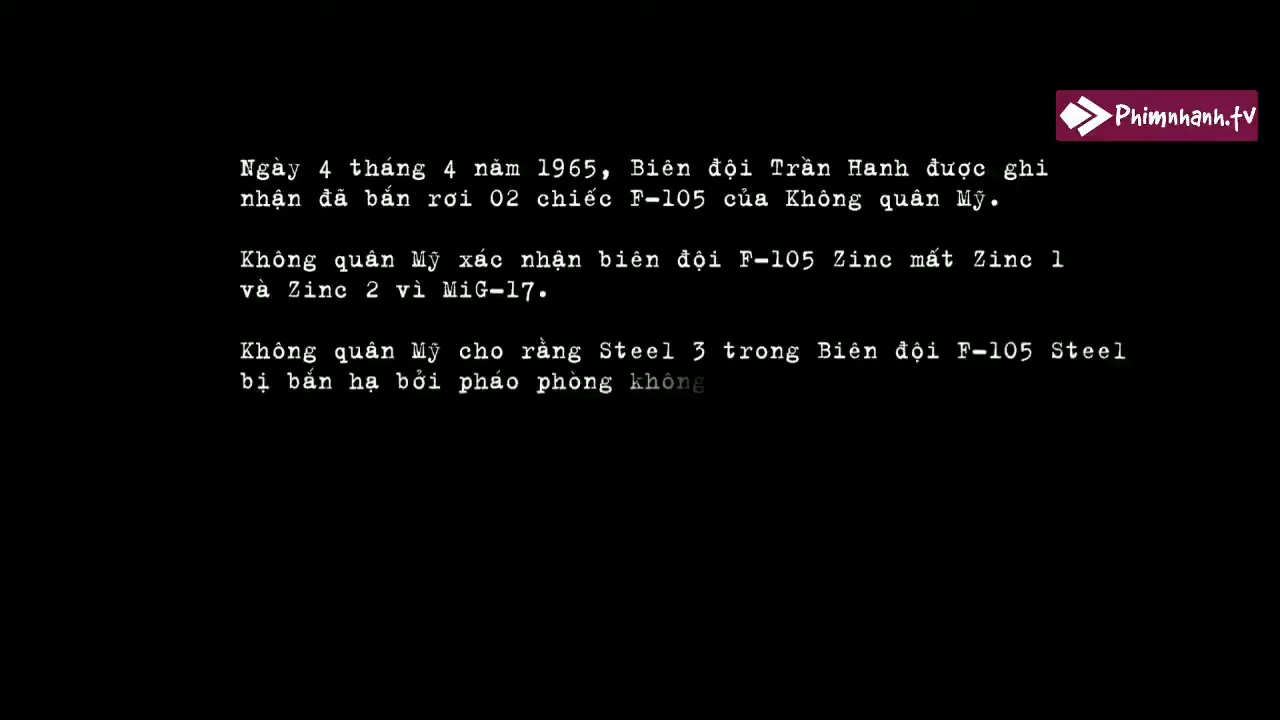 Phimnhanh.tv
Ngày 4 tháng 4 năm 1965, Biên đội Trần Hanh được ghi
nhận đã bắn rơi 02 chiếc F-105 của Không quân Mỹ.
Không quân Mỹ xác nhận biên đội F-105 Zinc mất Zinc 1
và Zinc 2 vì MiG-17.
Không quân Mỹ cho rằng Steel 3 trong Biên đội F-105 Steel
bị bắn hạ bởi pháo phòng không